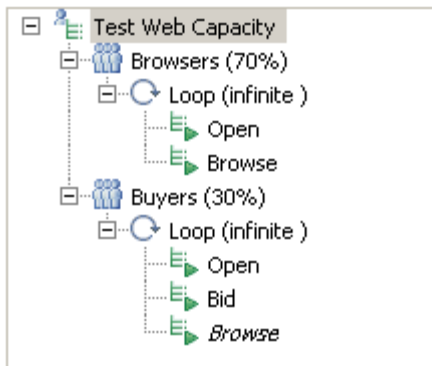 Test Web Capacity
Browsers (70%)
Loop (infinite )
Open
Browse
Buyers (30%)
Loop (infinite )
Open
Bid
Browse